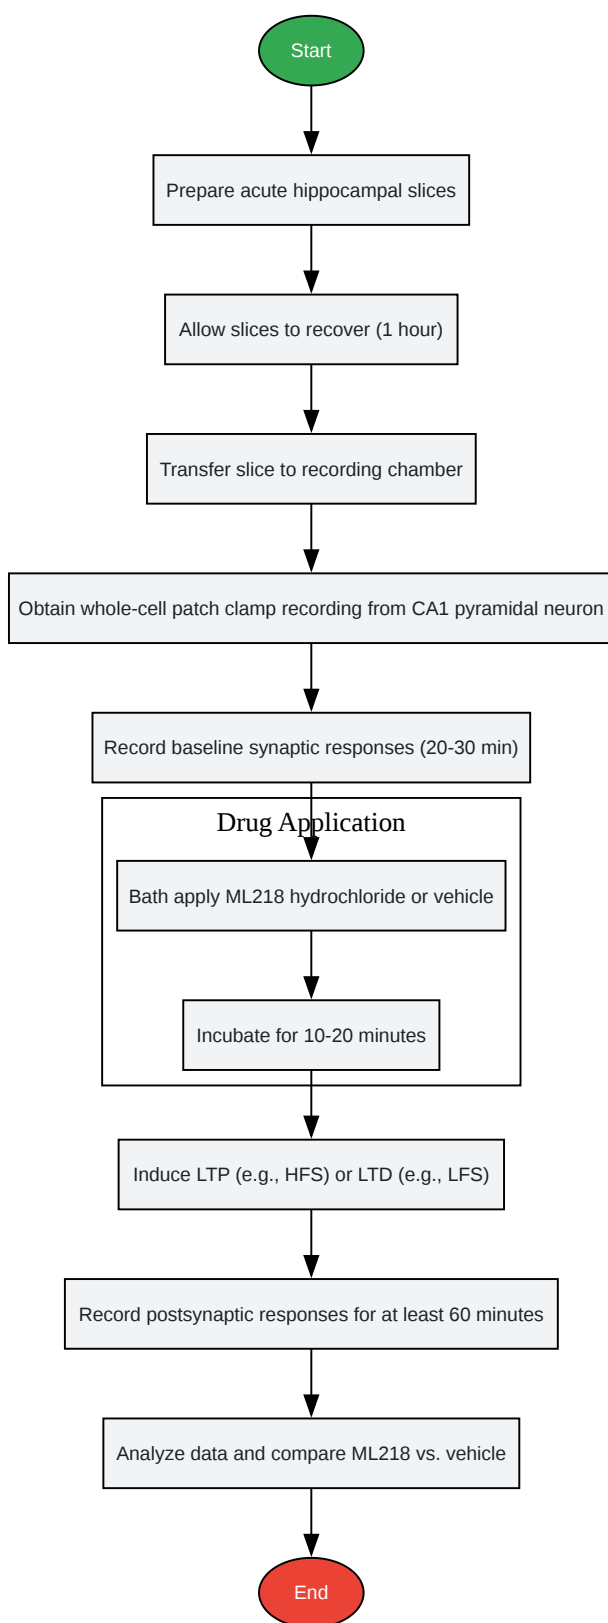 Start
Prepare acute hippocampal slices
Allow slices to recover (1 hour)
Transfer slice to recording chamber
Obtain whole-cell patch clamp recording from CA1 pyramidal neuron
Record baseline synaptic responses (20-30 min)
Drug Application
Bath apply ML218 hydrochloride or vehicle
Incubate for 10-20 minutes
Induce LTP (e.g., HFS) or LTD (e.g., LFS)
Record postsynaptic responses for at least 60 minutes
Analyze data and compare ML218 vs. vehicle
End